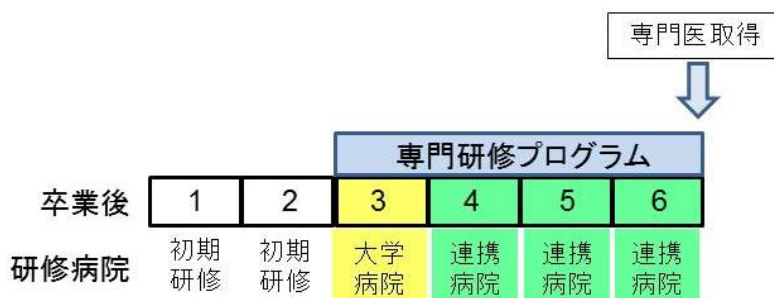 専門医取得
専門研修プログラム
卒業後 1 2 3 4 5 6
研修病院 初期 初期 大学 連携 連携 連携
研修 研修 病院 病院 病院 病院